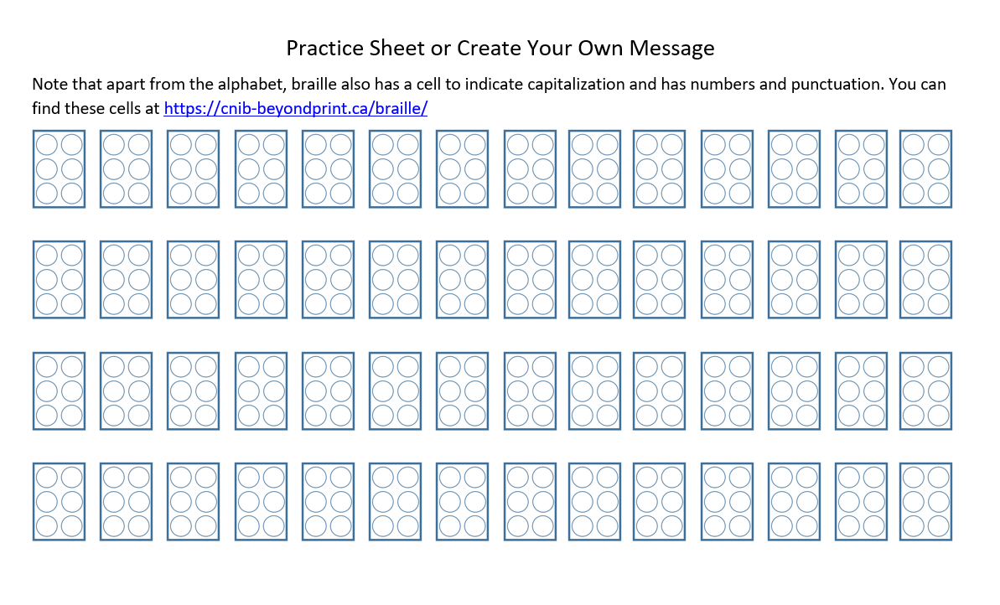 Practice Sheet or Create Your Own Message
Note that apart from the alphabet, braille also has a cell to indicate capitalization and has numbers and punctuation. You can
find these cells at https://cnib-beyondprint.ca/braille/